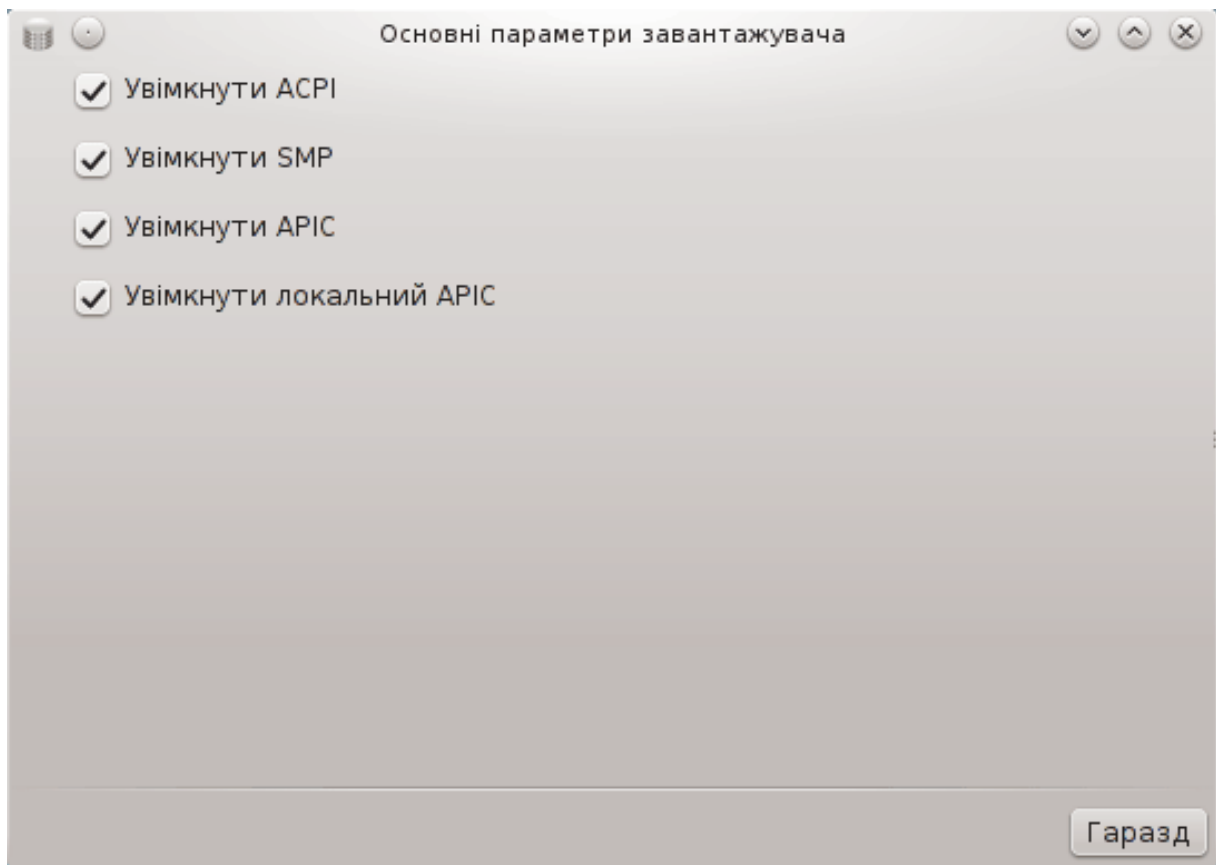 Основні параметри завантажувача
Увімкнути ACPI
Увімкнути SMP
Увімкнути APIC
Увімкнути локальний APIC
Гаразд